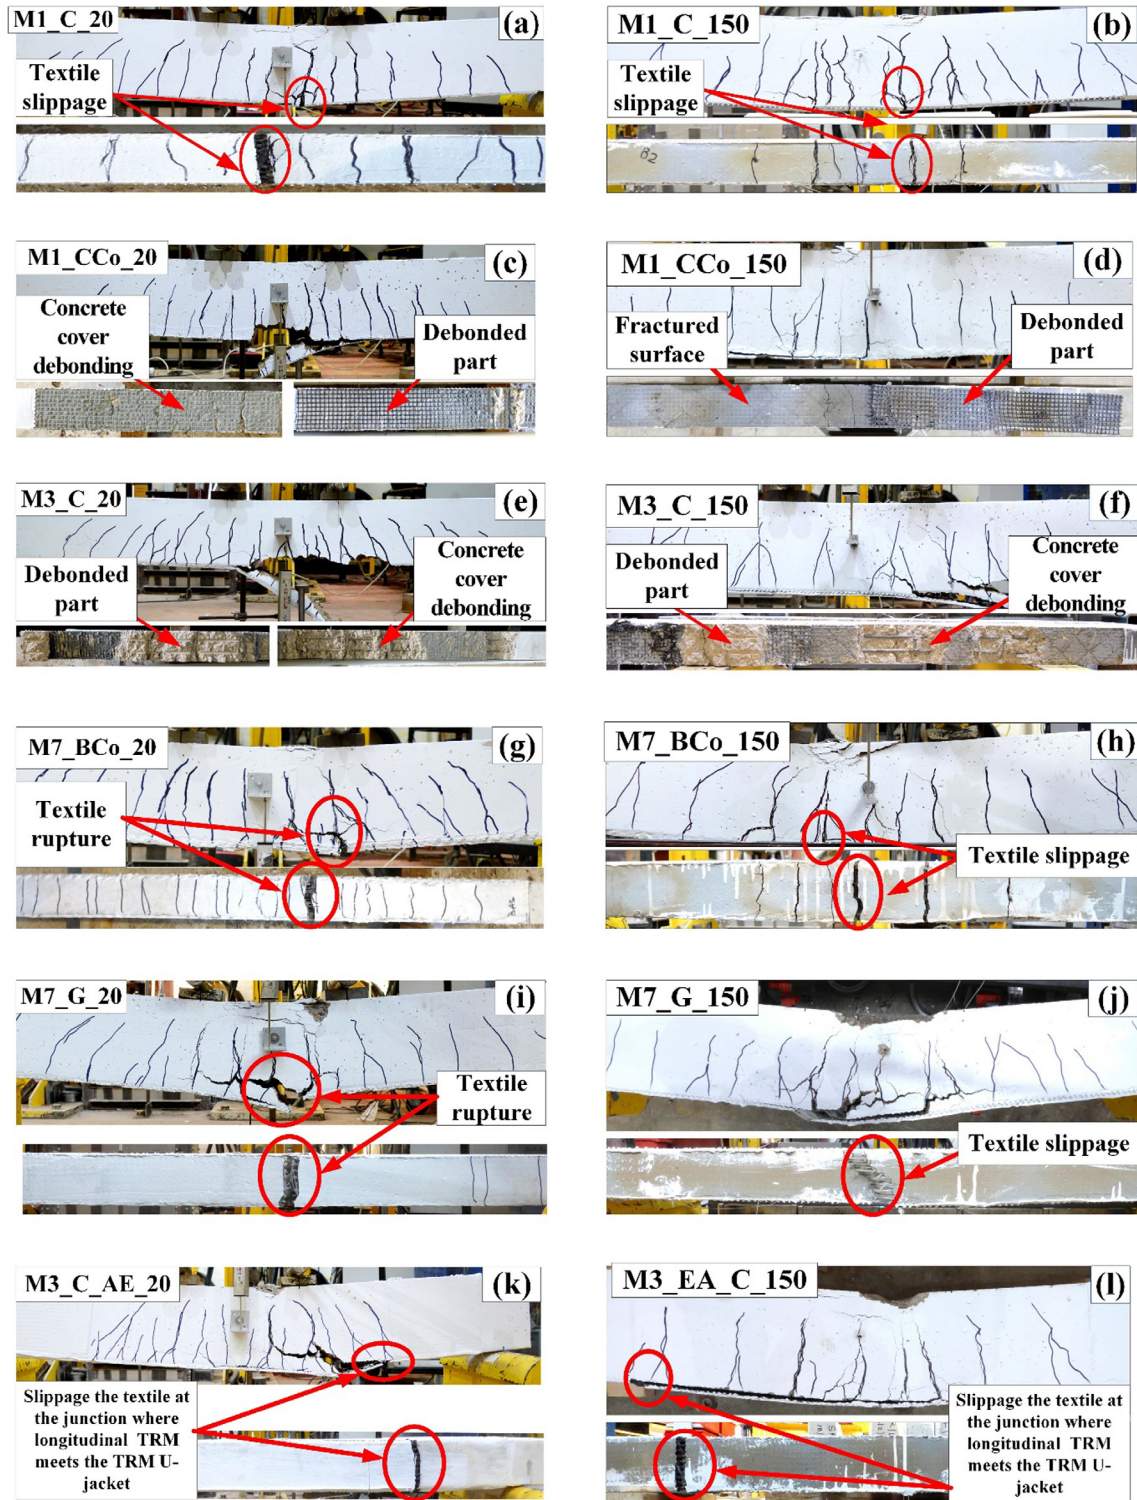 M1_C_20
(a)
Textile
slippage
M1_C_150
(b)
Textile
slippage
B2
M1_CCo_20
(c)
Concrete
cover
debonding
Debonded
part
M1_CCo_150
(d)
Fractured
surface
Debonded
part
M3_C_20
(e)
Debonded
part
Concrete
cover
debonding
M3_C_150
(f)
Debonded
part
Concrete
cover
debonding
M7_BCo_20
(g)
Textile
rupture
M7_BCo_150
(h)
Textile slippage
M7_G_20
(i)
Textile
rupture
M7_G_150
(j)
Textile slippage
M3_C_AE_20
(k)
Slippage the textile at
the junction where
longitudinal TRM
meets the TRM U-
jacket
M3_EA_C_150
(l)
Slippage the textile at
the junction where
longitudinal TRM
meets the TRM U-
jacket